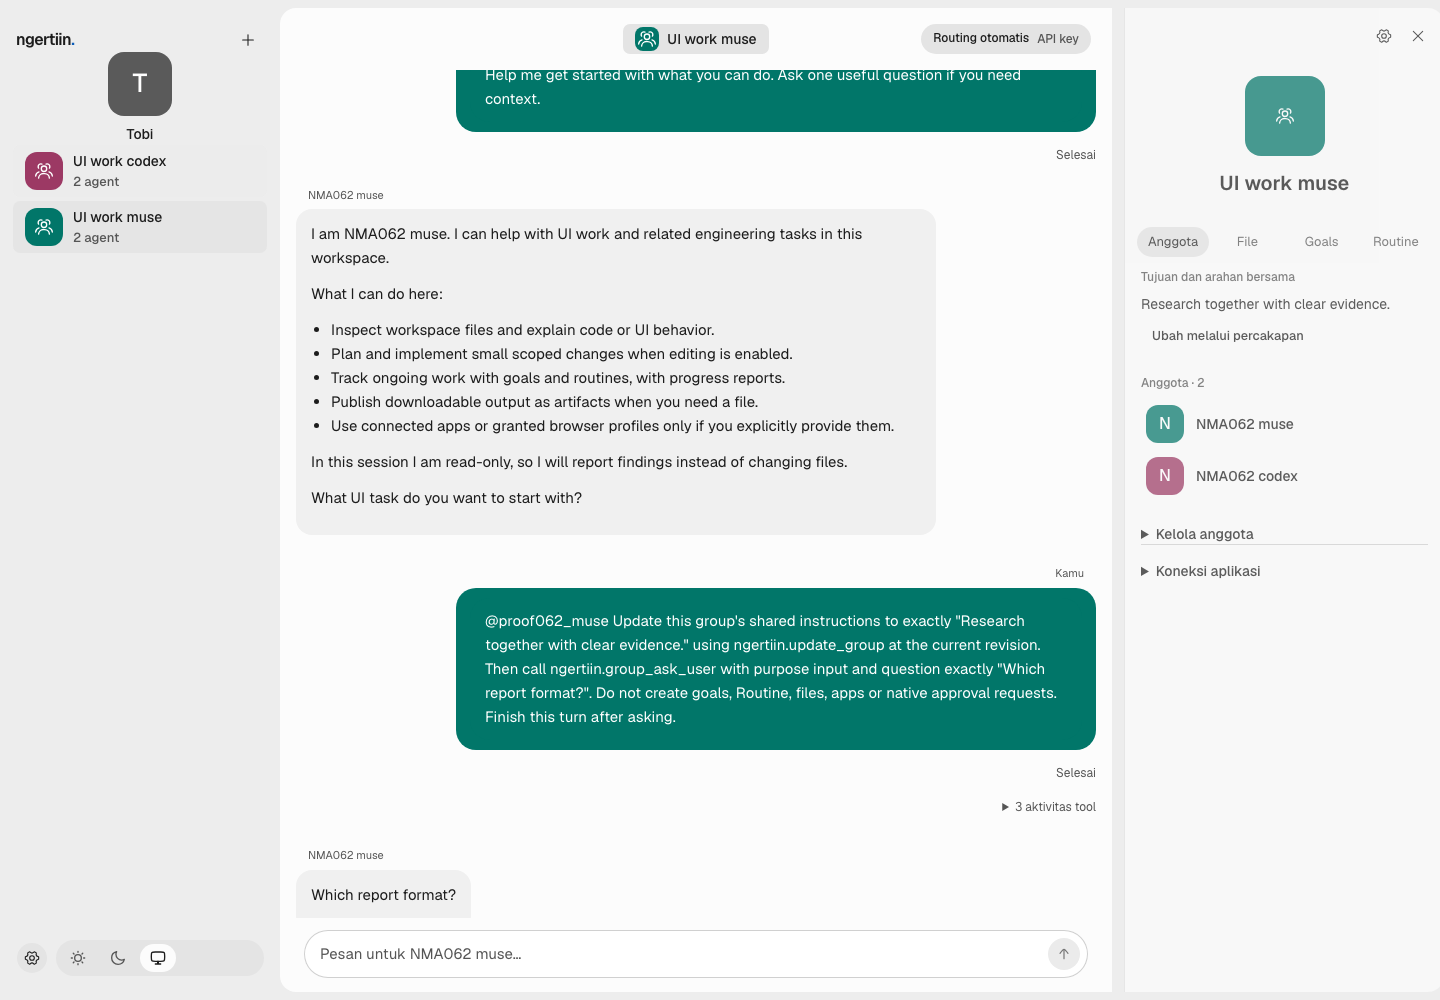 ngertiin.
T
Tobi
UI work codex
2 agent
UI work muse
2 agent
UI work muse
Routing otomatis API key
Help me get started with what you can do. Ask one useful question if you need
context.
Selesai
NMA062 muse
I am NMA062 muse. I can help with UI work and related engineering tasks in this
workspace.
What I can do here:
• Inspect workspace files and explain code or UI behavior.
• Plan and implement small scoped changes when editing is enabled.
• Track ongoing work with goals and routines, with progress reports.
• Publish downloadable output as artifacts when you need a file.
• Use connected apps or granted browser profiles only if you explicitly provide them.
In this session I am read-only, so I will report findings instead of changing files.
What UI task do you want to start with?
Kamu
@proof062_muse Update this group's shared instructions to exactly "Research
together with clear evidence." using ngertiin.update_group at the current revision.
Then call ngertiin.group_ask_user with purpose input and question exactly "Which
report format?". Do not create goals, Routine, files, apps or native approval requests.
Finish this turn after asking.
Selesai
▶ 3 aktivitas tool
NMA062 muse
Which report format?
Pesan untuk NMA062 muse...
UI work muse
Anggota File Goals Routine
Tujuan dan arahan bersama
Research together with clear evidence.
Ubah melalui percakapan
Anggota · 2
N NMA062 muse
N NMA062 codex
▶ Kelola anggota
▶ Koneksi aplikasi